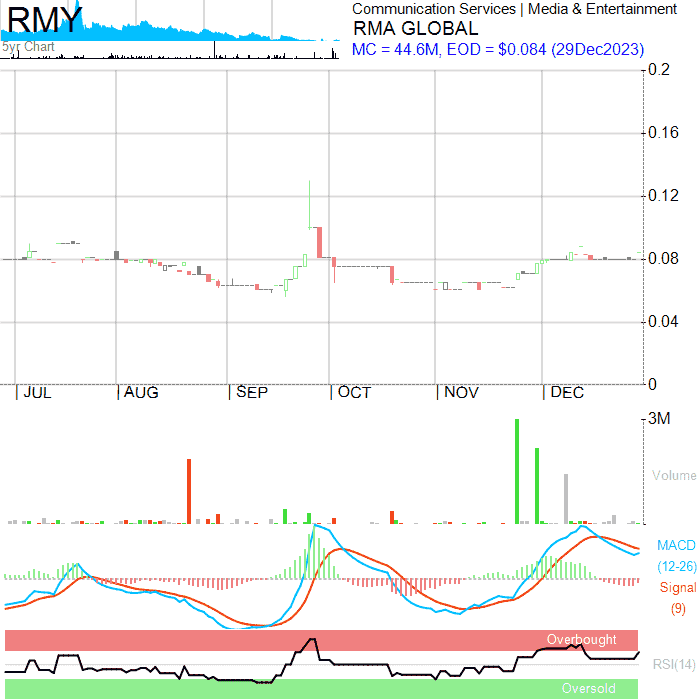 RMY
Communication Services | Media & Entertainment
RMA GLOBAL
5yr Chart
MC = 44.6M, EOD = $0.084 (29Dec2023)
0.2
0.16
0.12
0.08
0.04
0
JUL AUG SEP OCT NOV DEC
3M
Volume
MACD
(12-26)
Signal
(9)
Overbought
RSI(14)
Oversold